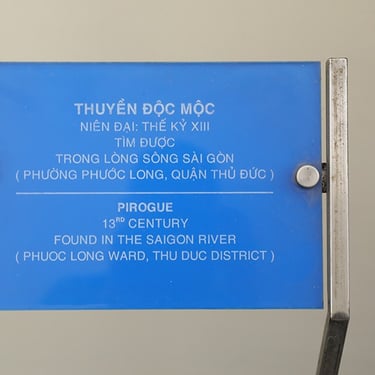 THUYỀN ĐỘC MỘC
NIÊN ĐẠI: THẾ KỶ XIII
TÌM ĐƯỢC
TRONG LÒNG SÔNG SÀI GÒN
( PHƯỜNG PHƯỚC LONG, QUẬN THỦ ĐỨC )
PIROGUE
13RD CENTURY
FOUND IN THE SAIGON RIVER
( PHUOC LONG WARD, THU DUC DISTRICT )